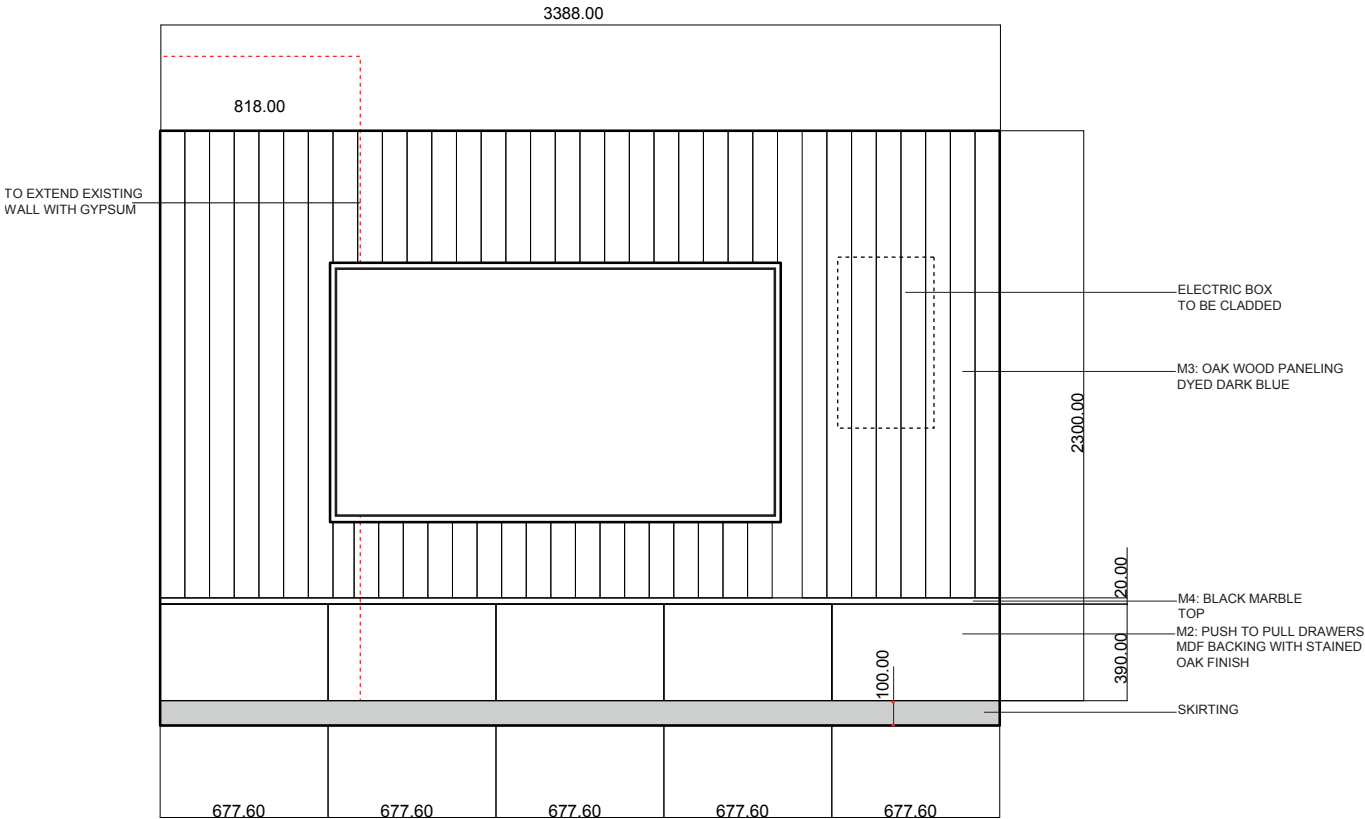 3388.00
818.00
TO EXTEND EXISTING
WALL WITH GYPSUM
ELECTRIC BOX
TO BE CLADDED
M3: OAK WOOD PANELING
DYED DARK BLUE
2300.00
20.00
M4: BLACK MARBLE
TOP
M2: PUSH TO PULL DRAWERS
MDF BACKING WITH STAINED
OAK FINISH
390.00
100.00
SKIRTING
677.60
677.60
677.60
677.60
677.60